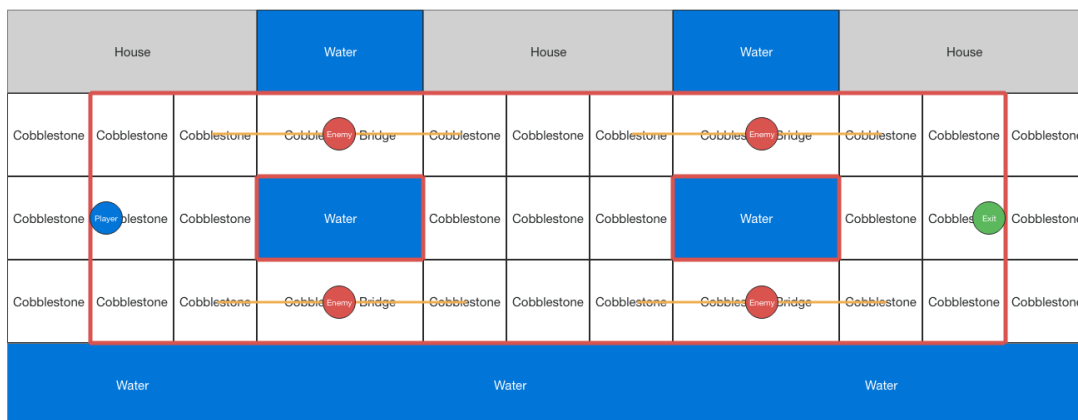 House Water House Water House
Cobblestone Cobblestone Cobblestone Enemy Bridge Cobblestone Cobblestone Cobblestone Enemy Bridge Cobblestone Cobblestone Cobblestone
Cobblestone Player Cobblestone Water Cobblestone Cobblestone Cobblestone Water Cobblestone Exit Cobblestone
Cobblestone Cobblestone Cobblestone Enemy Bridge Cobblestone Cobblestone Cobblestone Enemy Bridge Cobblestone Cobblestone Cobblestone
Water Water Water